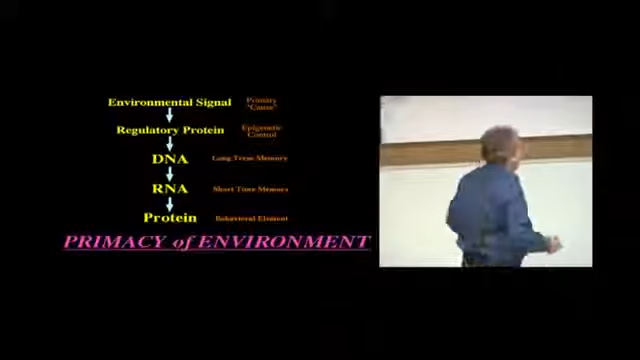 Environmental Signal Primary
"Cause"
Regulatory Protein Epigenetic
Control
DNA Long Term Memory
RNA Short Term Memory
Protein Behavioral Element
PRIMACY of ENVIRONMENT